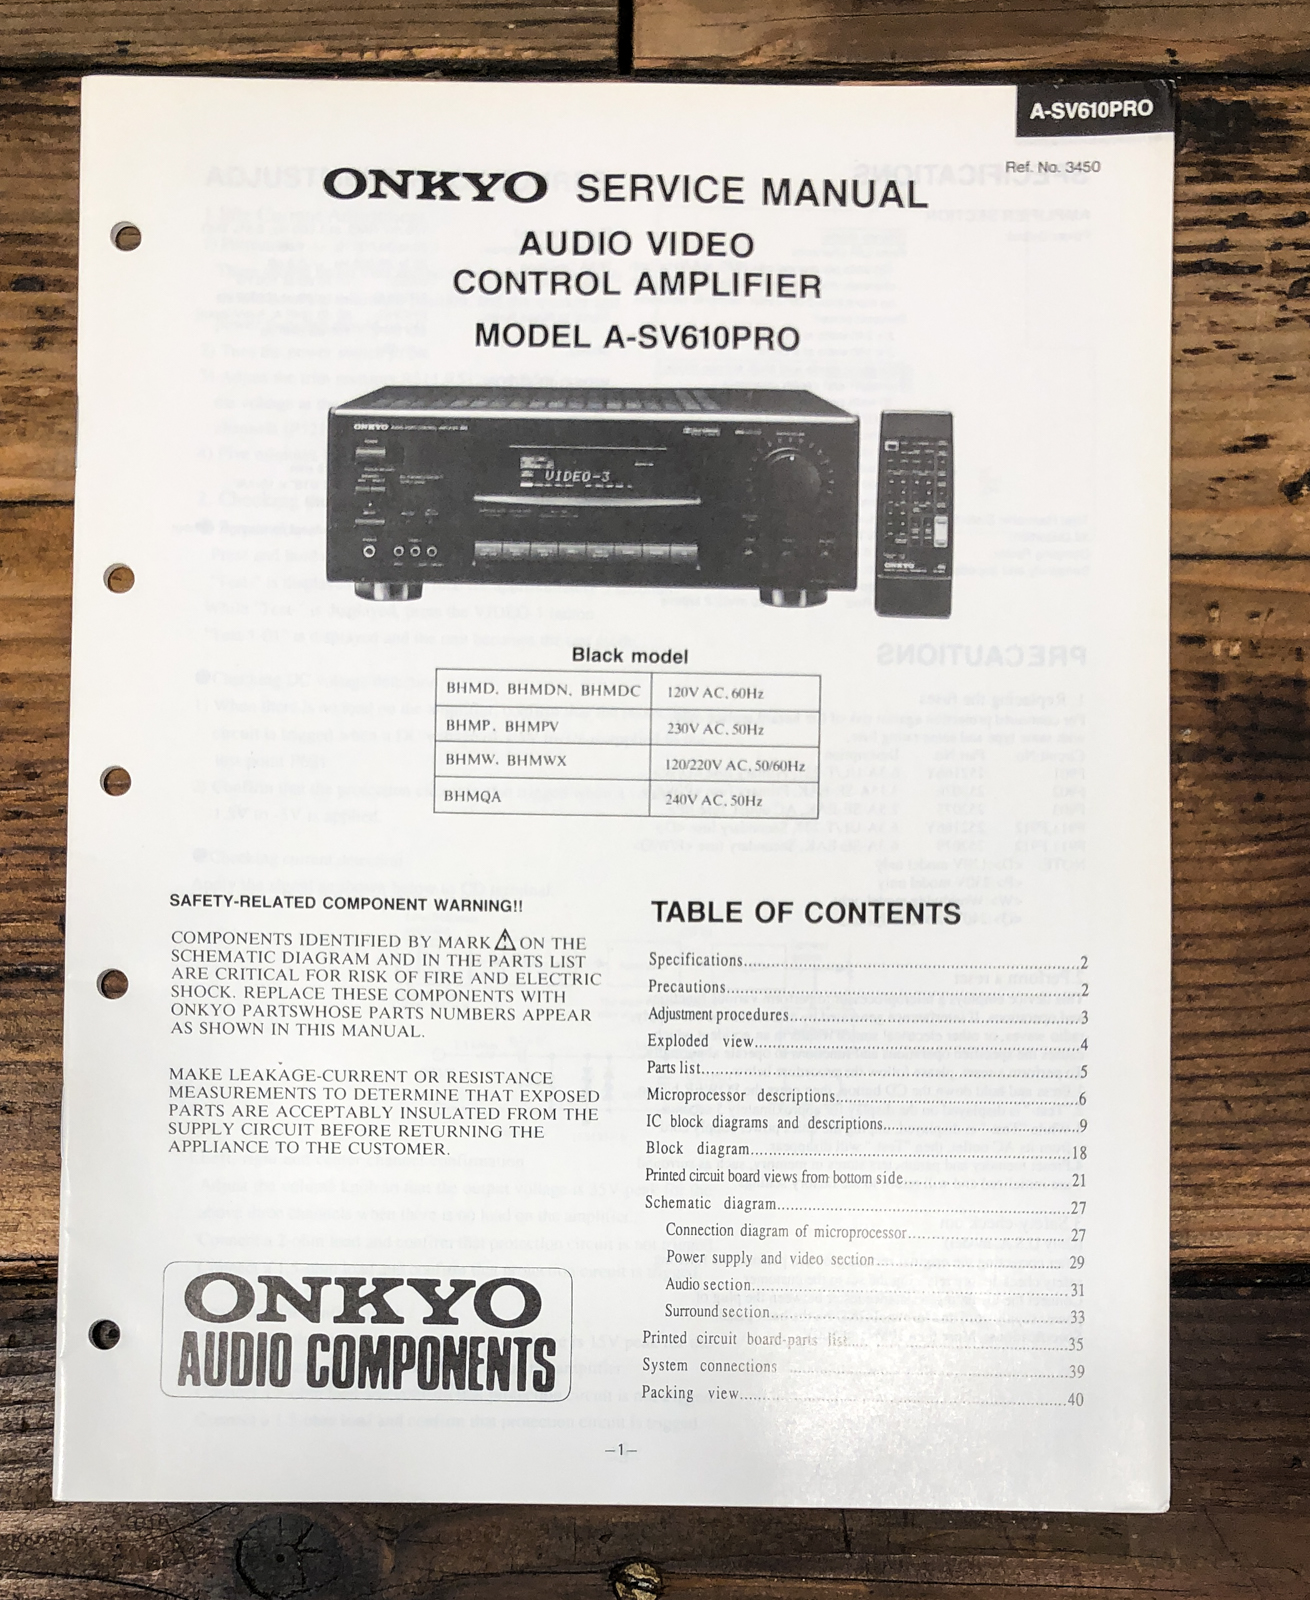 A-SV610PRO
Ref. No. 3450
ONKYO SERVICE MANUAL
AUDIO VIDEO
CONTROL AMPLIFIER
MODEL A-SV610PRO
ONKYO
VIDEO-3
ONKYO
Black model
BHMD, BHMDN, BHMDC 120V AC, 60Hz
BHMP, BHMPV 230V AC, 50Hz
BHMW, BHMWX 120/220V AC, 50/60Hz
BHMQA 240V AC, 50Hz
SAFETY-RELATED COMPONENT WARNING!!
COMPONENTS IDENTIFIED BY MARK ⚠ ON THE
SCHEMATIC DIAGRAM AND IN THE PARTS LIST
ARE CRITICAL FOR RISK OF FIRE AND ELECTRIC
SHOCK. REPLACE THESE COMPONENTS WITH
ONKYO PARTSWHOSE PARTS NUMBERS APPEAR
AS SHOWN IN THIS MANUAL.
MAKE LEAKAGE-CURRENT OR RESISTANCE
MEASUREMENTS TO DETERMINE THAT EXPOSED
PARTS ARE ACCEPTABLY INSULATED FROM THE
SUPPLY CIRCUIT BEFORE RETURNING THE
APPLIANCE TO THE CUSTOMER.
ONKYO
AUDIO COMPONENTS
TABLE OF CONTENTS
Specifications..........2
Precautions..........2
Adjustment procedures..........3
Exploded view..........4
Parts list..........5
Microprocessor descriptions..........6
IC block diagrams and descriptions..........9
Block diagram..........18
Printed circuit board views from bottom side..........21
Schematic diagram..........27
Connection diagram of microprocessor..........27
Power supply and video section..........29
Audio section..........31
Surround section..........33
Printed circuit board-parts list..........35
System connections ..........39
Packing view..........40
–1–